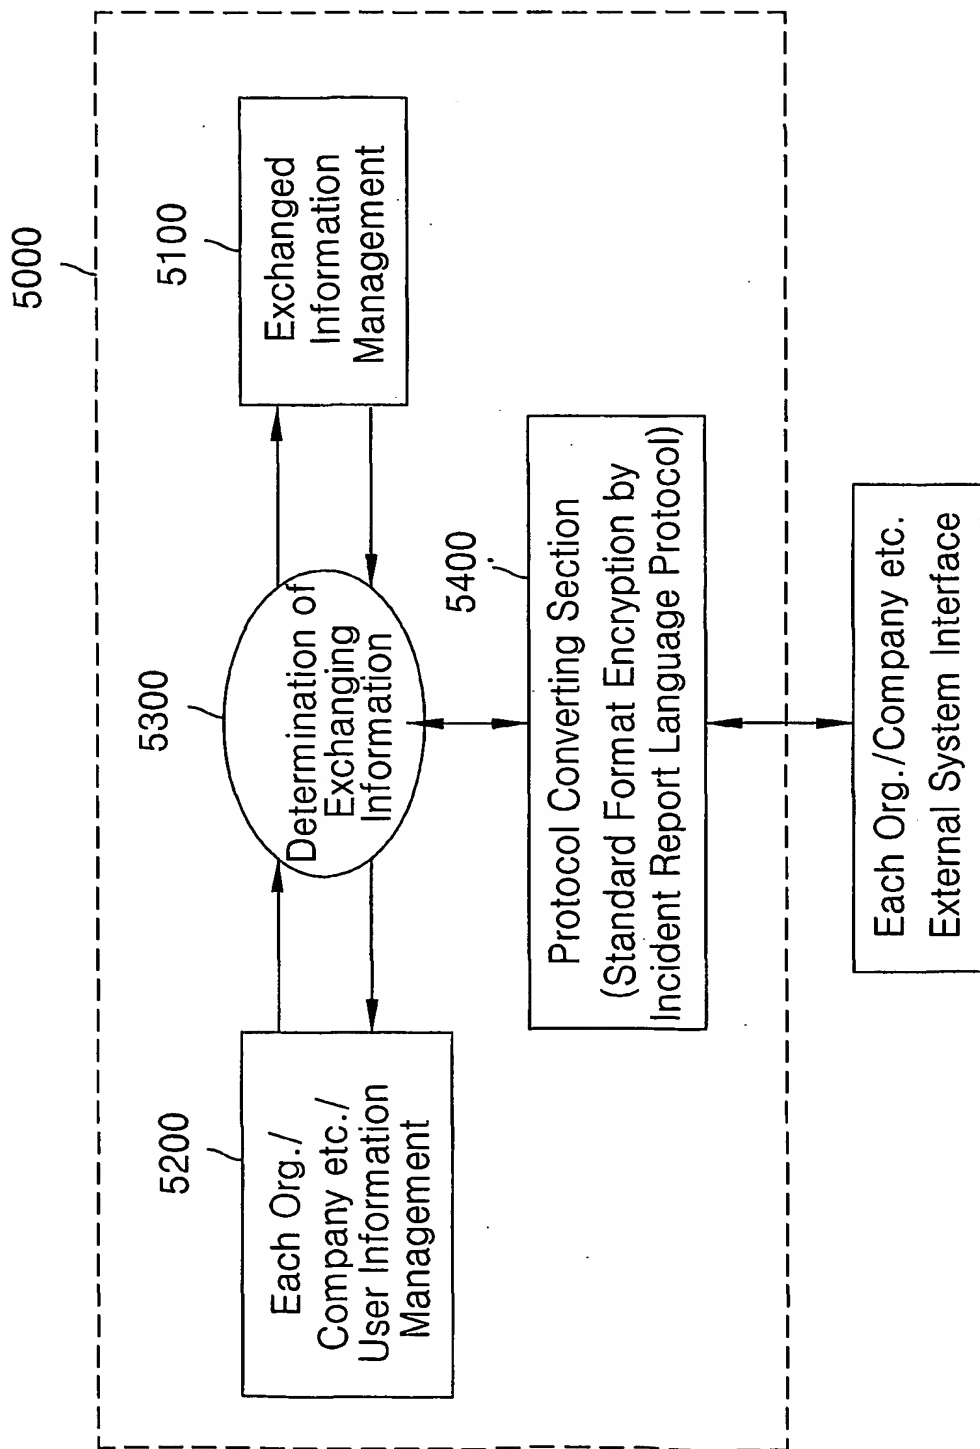 5000
5200
Each Org./
Company etc./
User Information
Management
5300
Determination of
Exchanging
Information
5100
Exchanged
Information
Management
5400
Protocol Converting Section
(Standard Format Encryption by
Incident Report Language Protocol)
Each Org./Company etc.
External System Interface